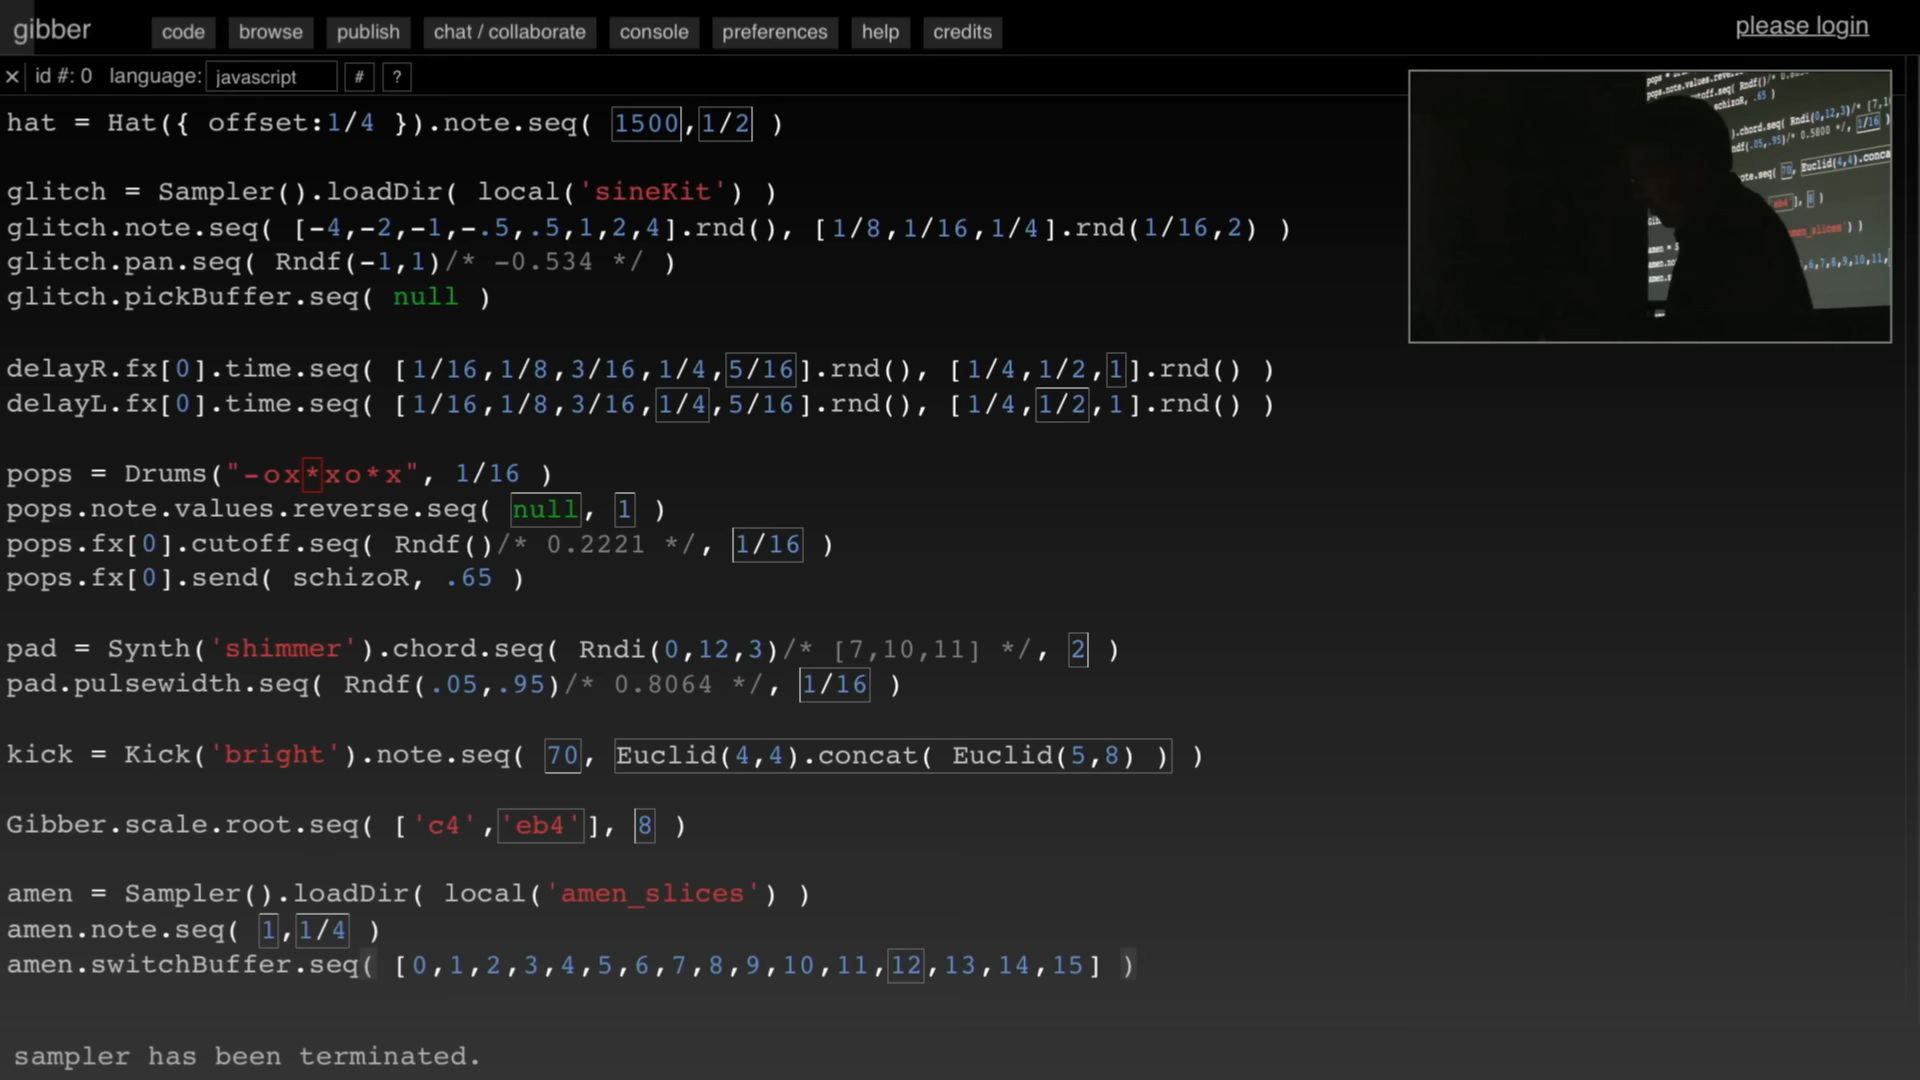 gibber code browse publish chat / collaborate console preferences help credits please login
× id #: 0 language: javascript # ?
hat = Hat({ offset:1/4 }).note.seq( 1500,1/2 )
glitch = Sampler().loadDir( local('sineKit') )
glitch.note.seq( [-4,-2,-1,-.5,.5,1,2,4].rnd(), [1/8,1/16,1/4].rnd(1/16,2) )
glitch.pan.seq( Rndf(-1,1)/* -0.534 */ )
glitch.pickBuffer.seq( null )
delayR.fx[0].time.seq( [1/16,1/8,3/16,1/4,5/16].rnd(), [1/4,1/2,1].rnd() )
delayL.fx[0].time.seq( [1/16,1/8,3/16,1/4,5/16].rnd(), [1/4,1/2,1].rnd() )
pops = Drums("-ox*xo*x", 1/16 )
pops.note.values.reverse.seq( null, 1 )
pops.fx[0].cutoff.seq( Rndf()/* 0.2221 */, 1/16 )
pops.fx[0].send( schizoR, .65 )
pad = Synth('shimmer').chord.seq( Rndi(0,12,3)/* [7,10,11] */, 2 )
pad.pulsewidth.seq( Rndf(.05,.95)/* 0.8064 */, 1/16 )
kick = Kick('bright').note.seq( 70, Euclid(4,4).concat( Euclid(5,8) ) )
Gibber.scale.root.seq( ['c4','eb4'], 8 )
amen = Sampler().loadDir( local('amen_slices') )
amen.note.seq( 1,1/4 )
amen.switchBuffer.seq( [0,1,2,3,4,5,6,7,8,9,10,11,12,13,14,15] )
sampler has been terminated.